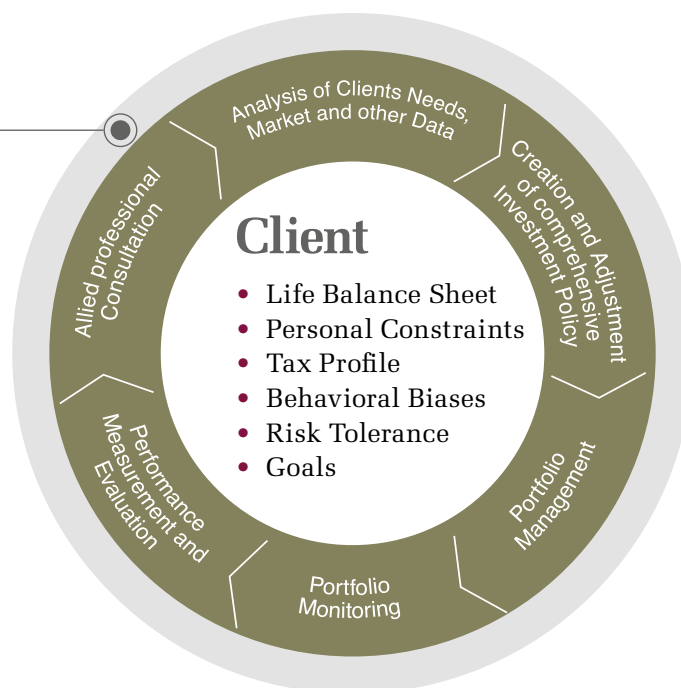 Analysis of Clients Needs,
Market and other Data
Creation and Adjustment
of comprehensive
Investment Policy
Portfolio
Management
Portfolio
Monitoring
Performance
Measurement and
Evaluation
Allied professional
Consultation
Client
• Life Balance Sheet
• Personal Constraints
• Tax Profile
• Behavioral Biases
• Risk Tolerance
• Goals